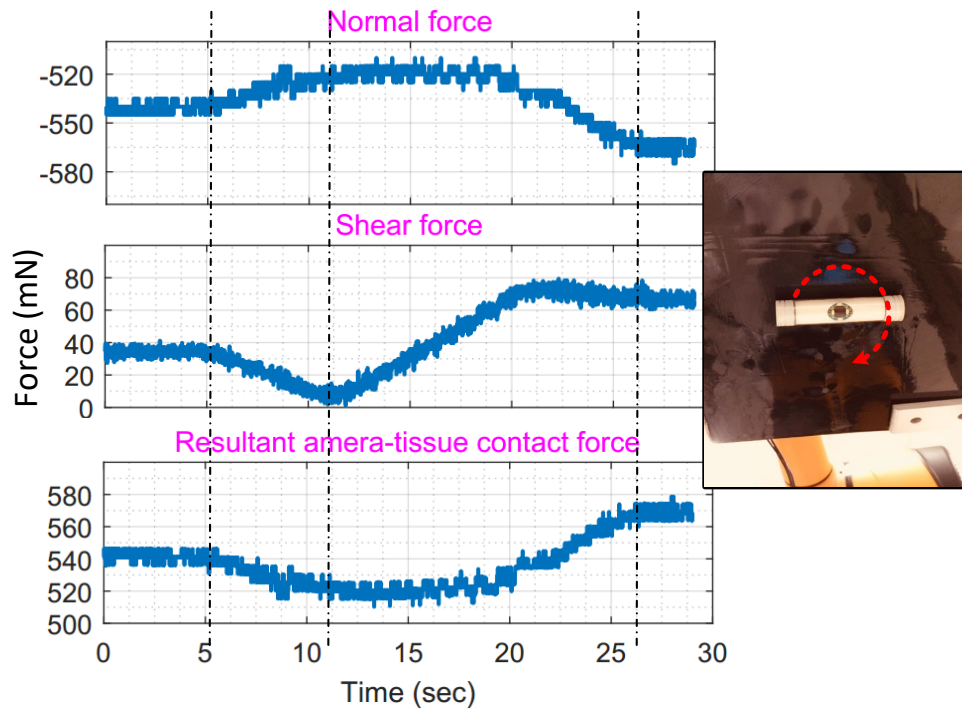 Normal force
-520
-550
-580
Shear force
80
60
40
20
0
Force (mN)
Resultant amera-tissue contact force
580
560
540
520
500
0 5 10 15 20 25 30
Time (sec)